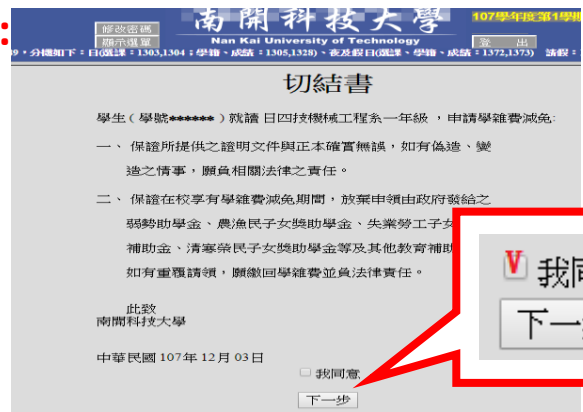 ：
修改密碼
顯示選單
南開科技大學
Nan Kai University of Technology
107學年度第1學期
登 出
9，分機如下：日(選課：1303,1304；學籍、成績：1305,1328)、夜及假日(選課、學籍、成績：1372,1373) 請假：
切結書
學生（學號******）就讀 日四技機械工程系一年級 ，申請學雜費減免:
一、 保證所提供之證明文件與正本確實無誤，如有偽造、變
造之情事，願負相關法律之責任。
二、 保證在校享有學雜費減免期間，放棄申領由政府發給之
弱勢助學金、農漁民子女獎助學金、失業勞工子女
補助金、清寒榮民子女獎助學金等及其他教育補助
如有重覆請領，願繳回學雜費並負法律責任。
此致
南開科技大學
中華民國 107年 12月 03日
我同意
下一步
V 我同
下一